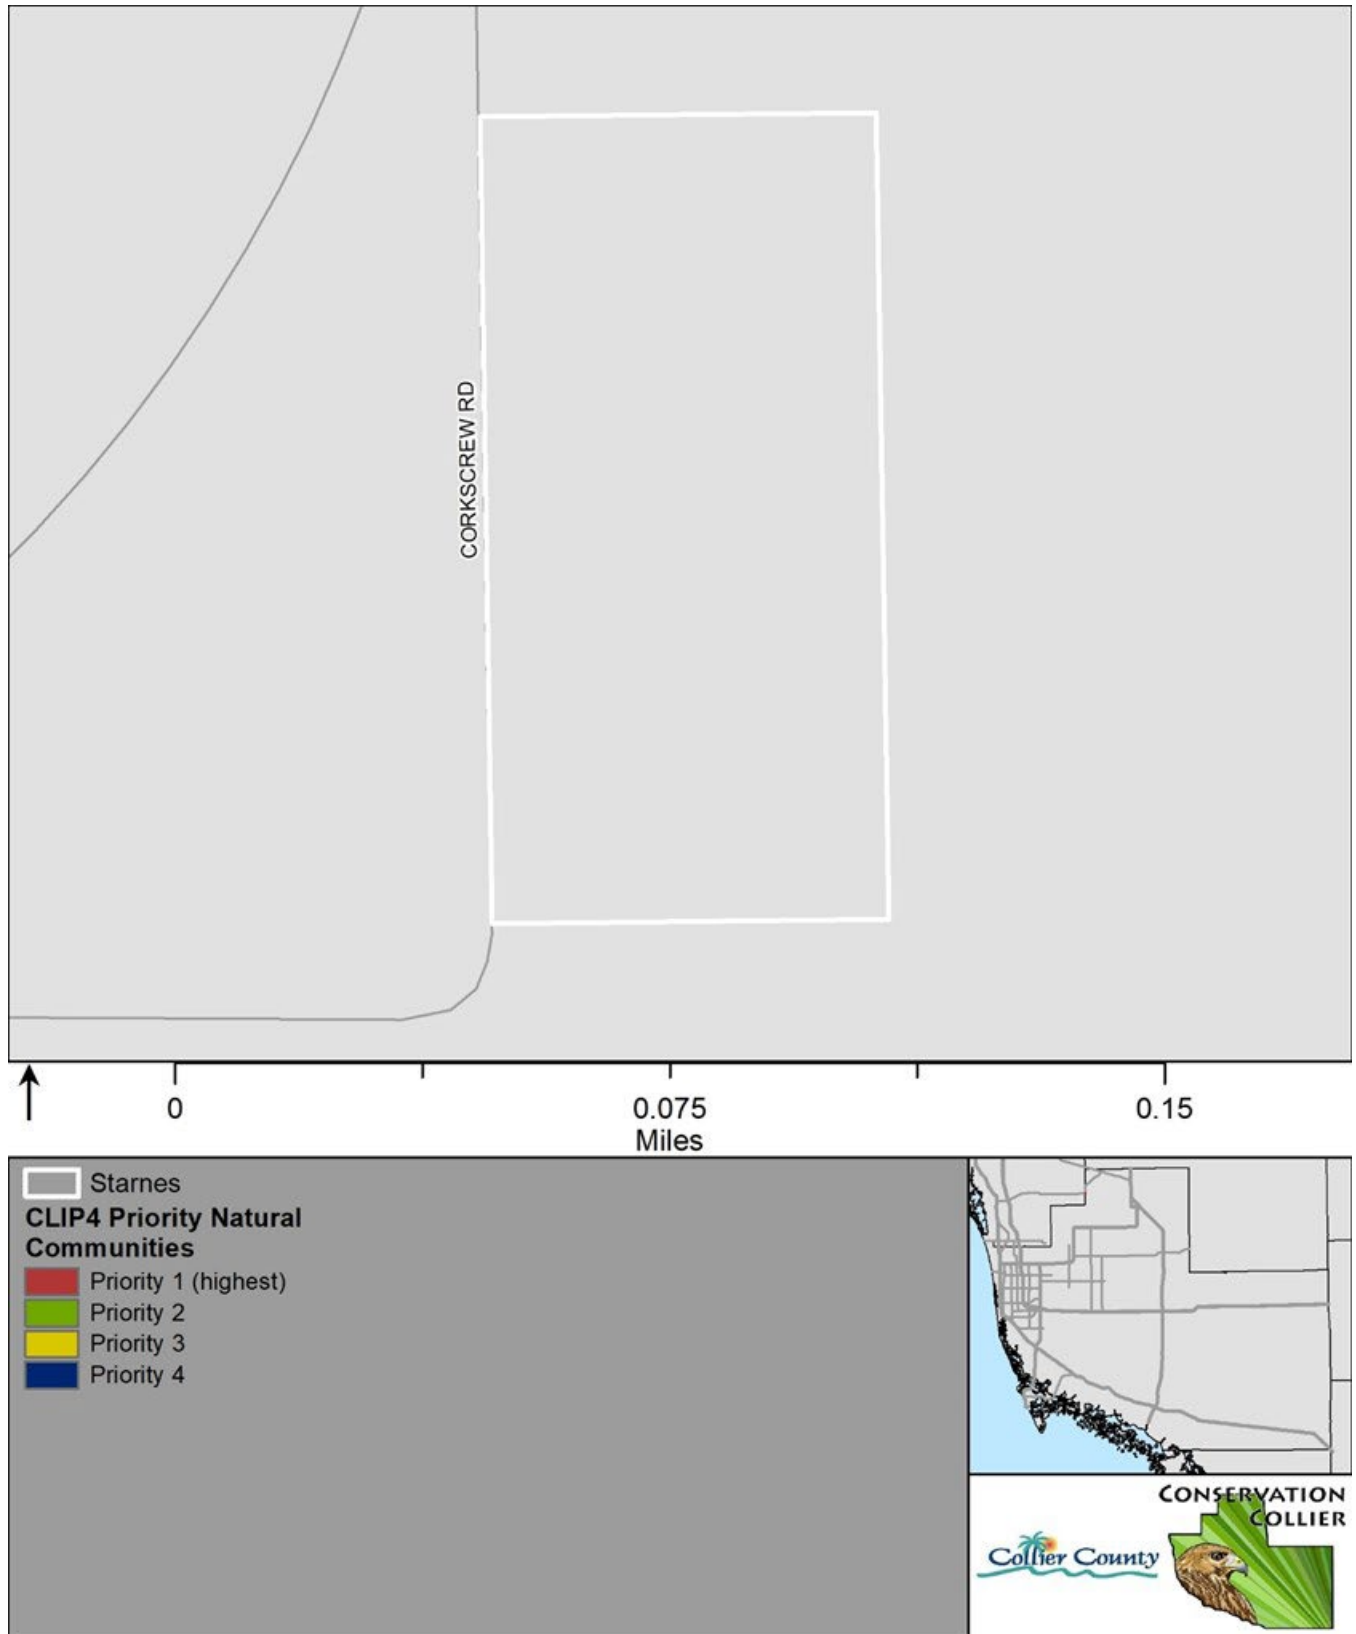 CORKSCREW RD
0
0.075
0.15
Miles
Starnes
CLIP4 Priority Natural
Communities
Priority 1 (highest)
Priority 2
Priority 3
Priority 4
CONSERVATION
COLLIER
Collier County